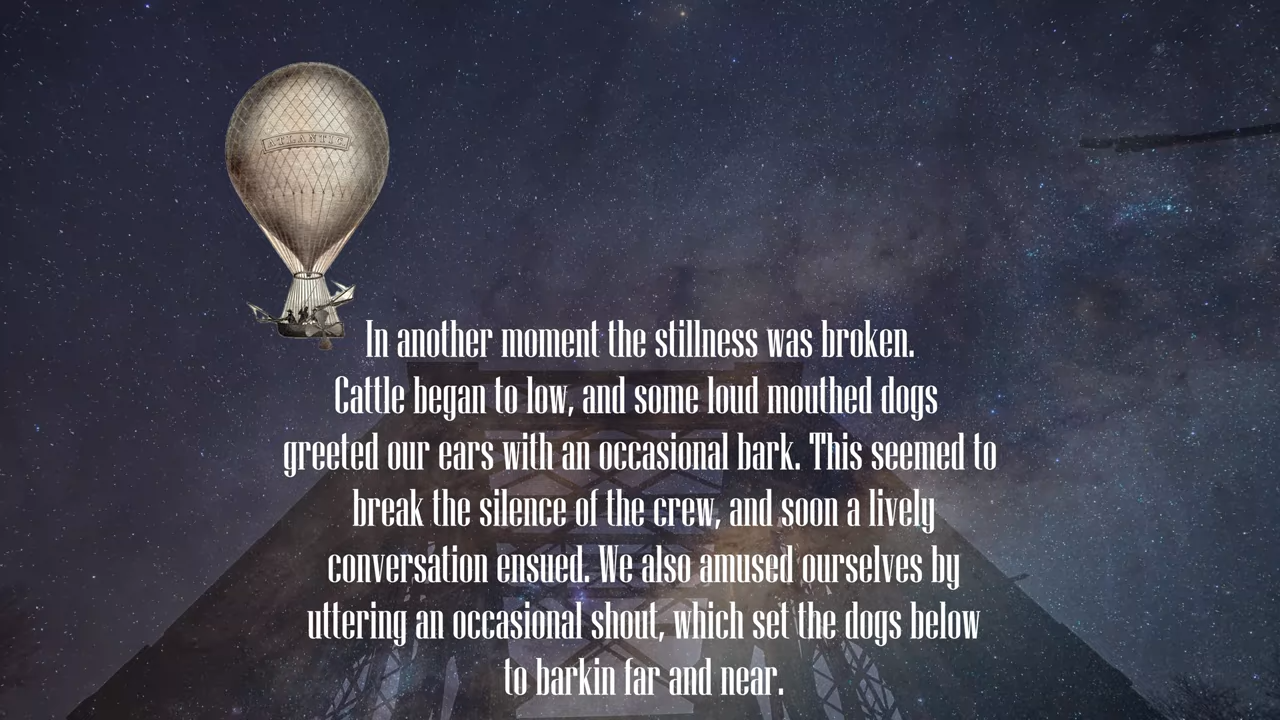 ATLANTIC
In another moment the stillness was broken.
Cattle began to low, and some loud mouthed dogs
greeted our ears with an occasional bark. This seemed to
break the silence of the crew, and soon a lively
conversation ensued. We also amused ourselves by
uttering an occasional shout, which set the dogs below
to barkin far and near.